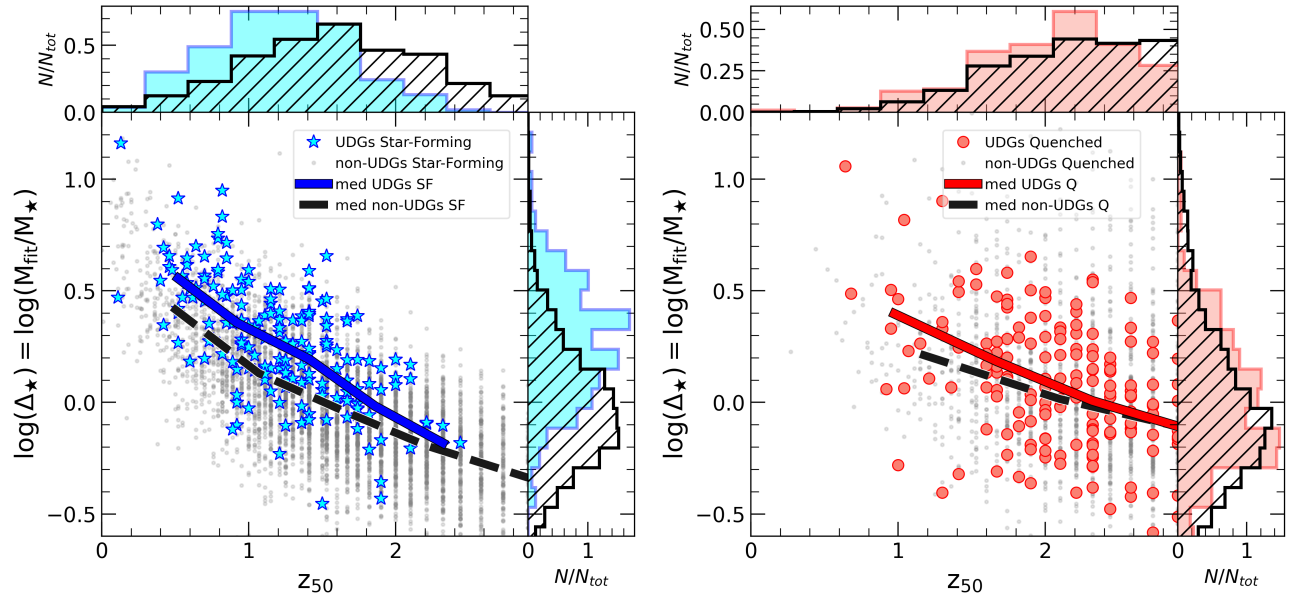 N/N_tot
0.5
0.0
UDGs Star-Forming
non-UDGs Star-Forming
med UDGs SF
med non-UDGs SF
log(Δ★) = log(M_fit/M★)
1.0
0.5
0.0
−0.5
0 1 2
z_50
0 1
N/N_tot
N/N_tot
0.50
0.25
0.00
UDGs Quenched
non-UDGs Quenched
med UDGs Q
med non-UDGs Q
log(Δ★) = log(M_fit/M★)
1.0
0.5
0.0
−0.5
0 1 2
z_50
0 1
N/N_tot